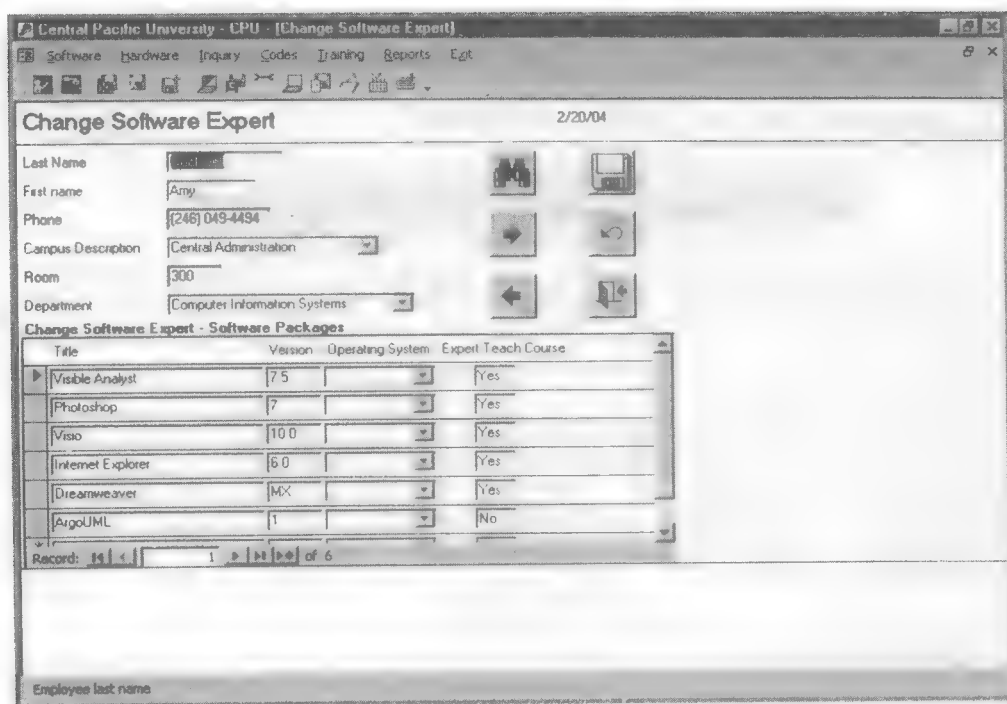 Central Pacific University - CPU - [Change Software Expert]
Software Hardware Inquiry Codes Training Reports Exit
Change Software Expert 2/20/04
Last Name
First name Amy
Phone (246) 049-4494
Campus Description Central Administration
Room 300
Department Computer Information Systems
Change Software Expert - Software Packages
Title Version Operating System Expert Teach Course
Visible Analyst 7.5 Yes
Photoshop 7 Yes
Visio 10.0 Yes
Internet Explorer 6.0 Yes
Dreamweaver MX Yes
ArgoUML 1 No
Record: 1 of 6
Employee last name